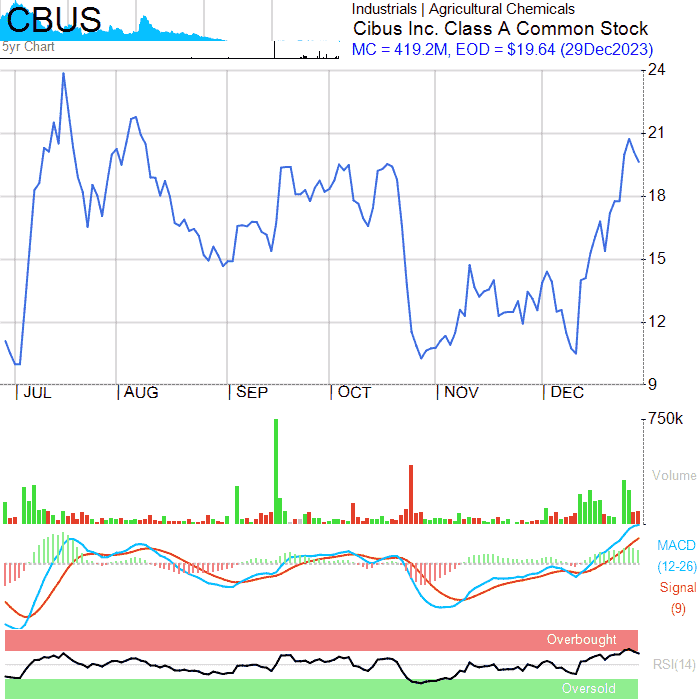 CBUS
5yr Chart
Industrials | Agricultural Chemicals
Cibus Inc. Class A Common Stock
MC = 419.2M, EOD = $19.64 (29Dec2023)
24
21
18
15
12
9
| JUL | AUG | SEP | OCT | NOV | DEC
750k
Volume
MACD
(12-26)
Signal
(9)
Overbought
RSI(14)
Oversold